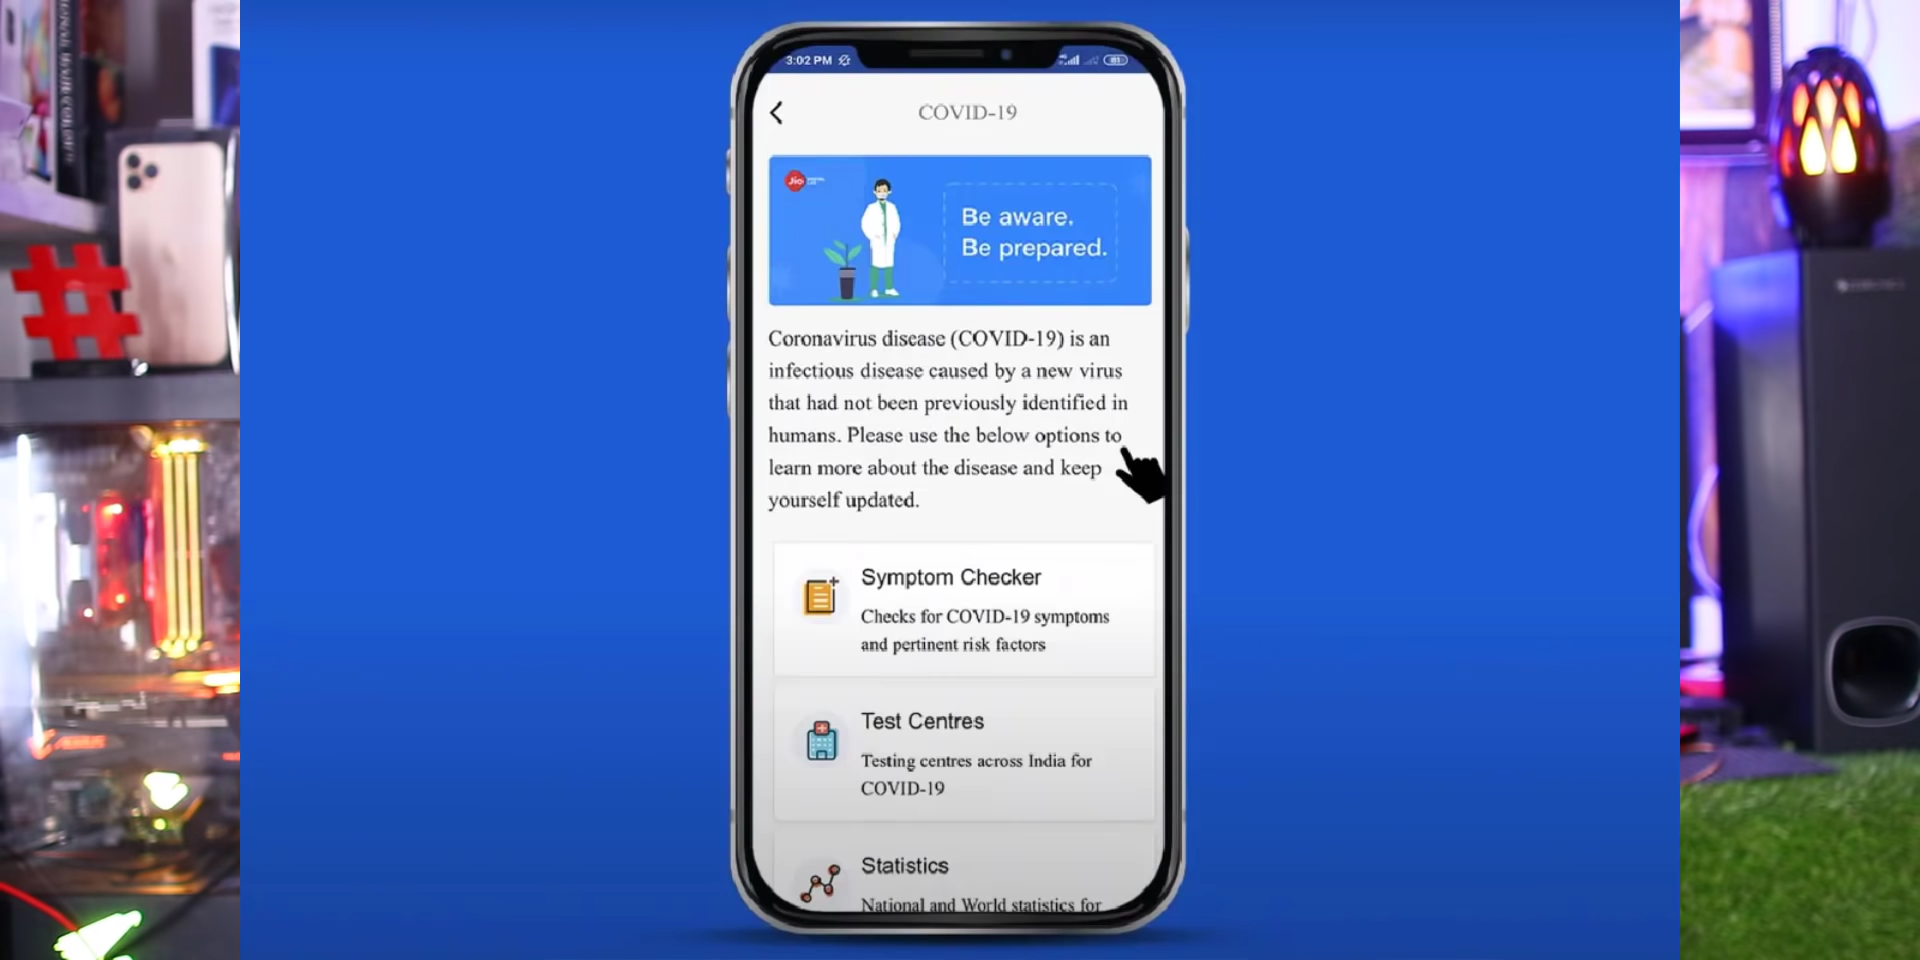 3:02 PM
81
COVID-19
Jio
Be aware.
Be prepared.
Coronavirus disease (COVID-19) is an
infectious disease caused by a new virus
that had not been previously identified in
humans. Please use the below options to
learn more about the disease and keep
yourself updated.
Symptom Checker
Checks for COVID-19 symptoms
and pertinent risk factors
Test Centres
Testing centres across India for
COVID-19
Statistics
National and World statistics for